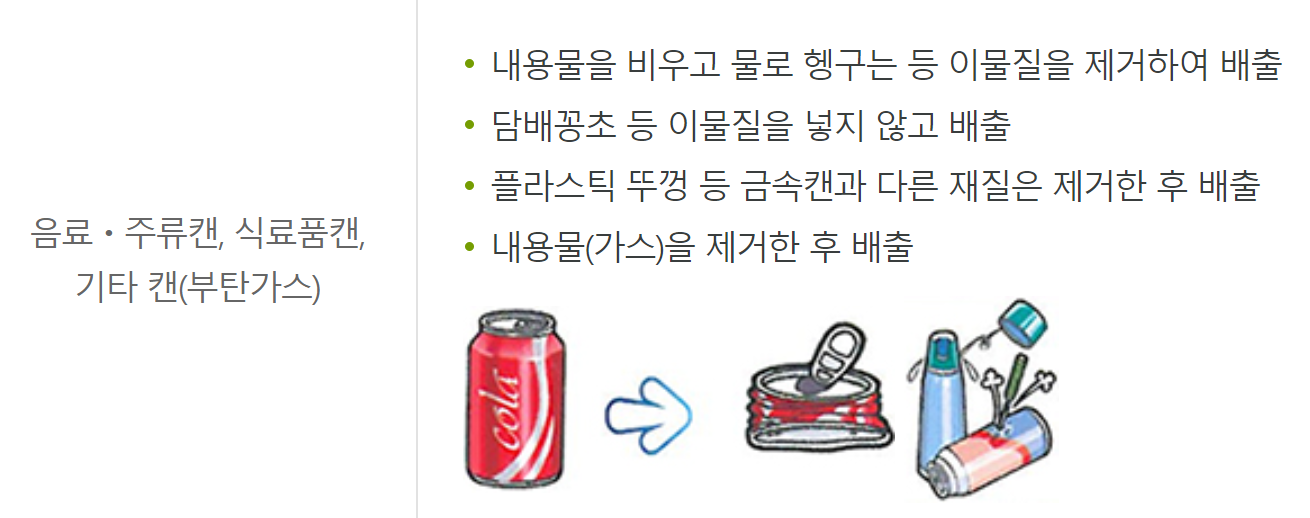 음료・주류캔, 식료품캔,
기타 캔(부탄가스)
• 내용물을 비우고 물로 헹구는 등 이물질을 제거하여 배출
• 담배꽁초 등 이물질을 넣지 않고 배출
• 플라스틱 뚜껑 등 금속캔과 다른 재질은 제거한 후 배출
• 내용물(가스)을 제거한 후 배출
cola